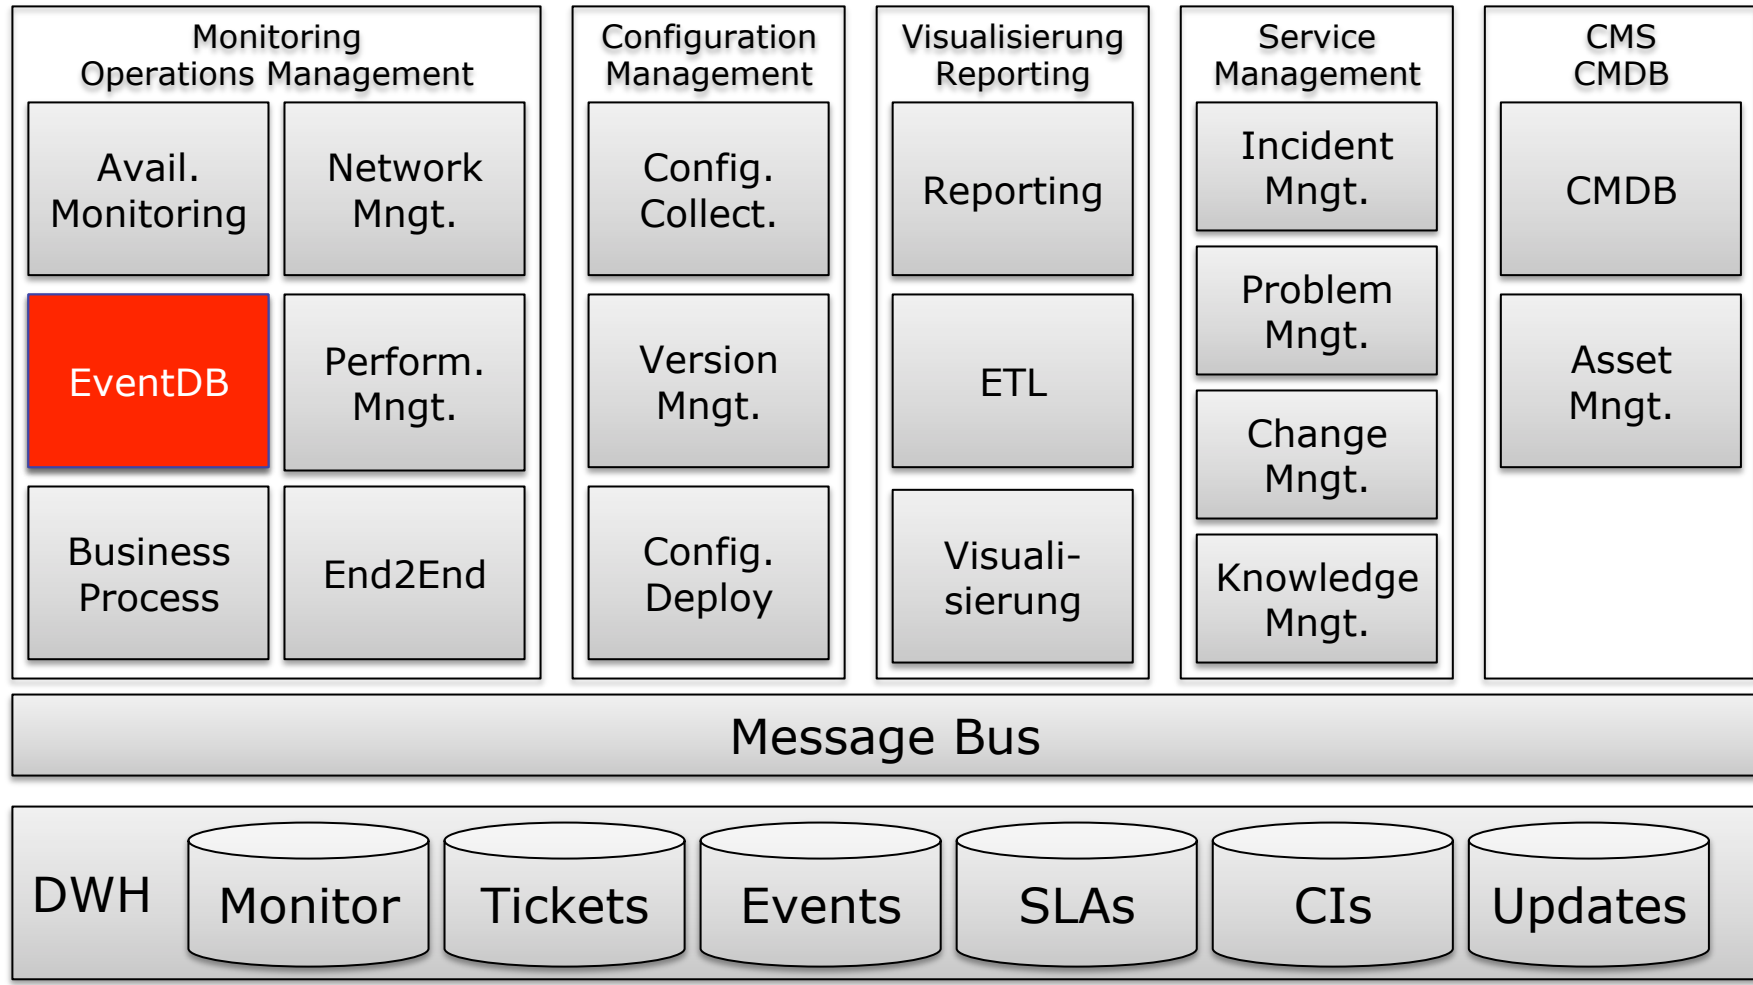 Monitoring
Operations Management
Avail.
Monitoring
Network
Mngt.
EventDB
Perform.
Mngt.
Business
Process
End2End
Configuration
Management
Config.
Collect.
Version
Mngt.
Config.
Deploy
Visualisierung
Reporting
Reporting
ETL
Visuali-
sierung
Service
Management
Incident
Mngt.
Problem
Mngt.
Change
Mngt.
Knowledge
Mngt.
CMS
CMDB
CMDB
Asset
Mngt.
Message Bus
DWH
Monitor
Tickets
Events
SLAs
CIs
Updates